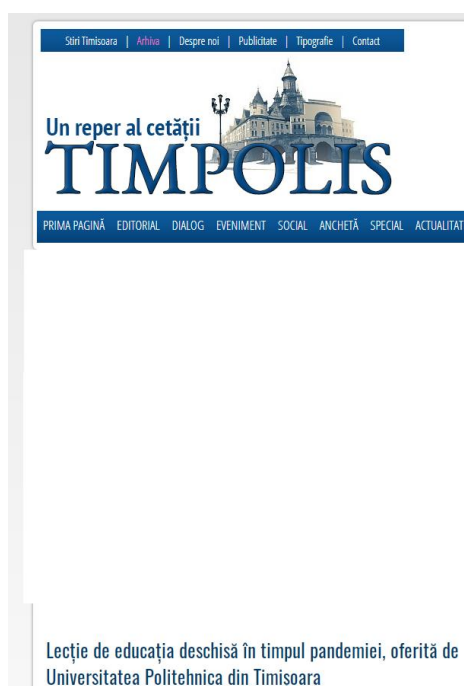 Stiri Timisoara | Arhiva | Despre noi | Publicitate | Tipografie | Contact
Un reper al cetății
TIMPOLIS
PRIMA PAGINĂ EDITORIAL DIALOG EVENIMENT SOCIAL ANCHETĂ SPECIAL ACTUALITAT
Lecție de educația deschisă în timpul pandemiei, oferită de
Universitatea Politehnica din Timișoara